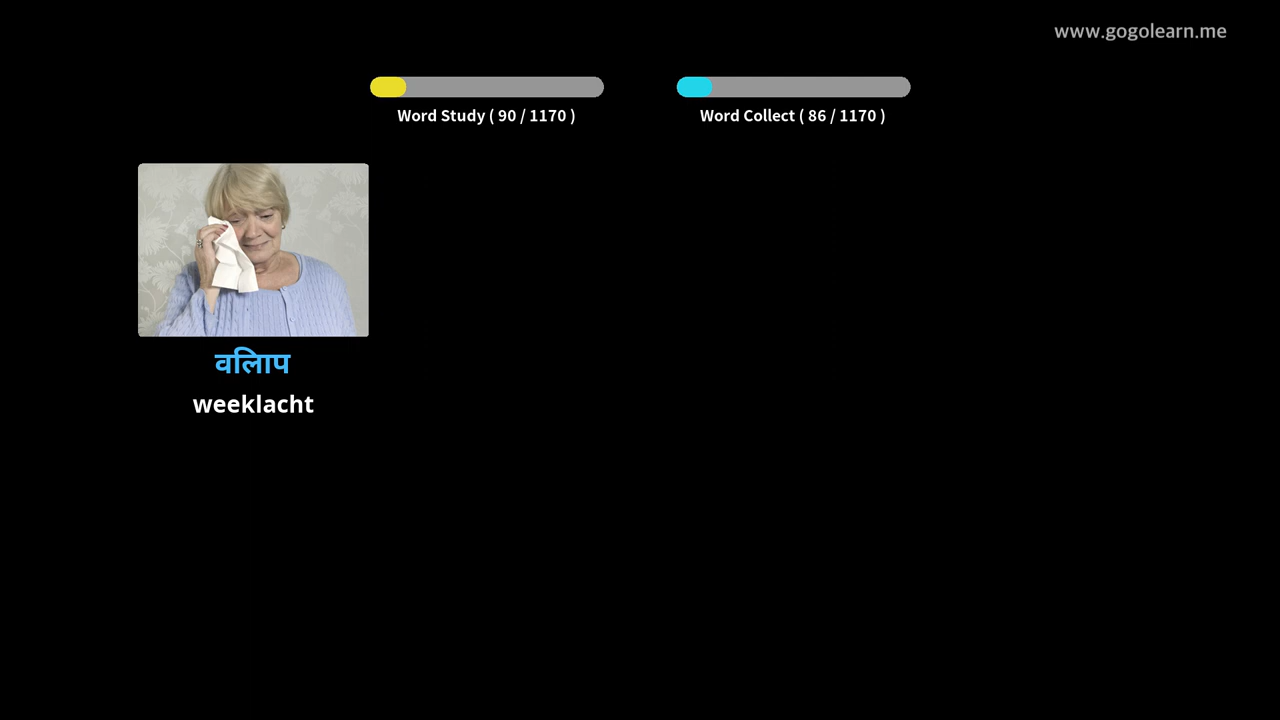 www.gogolearn.me
Word Study ( 90 / 1170 )
Word Collect ( 86 / 1170 )
विलाप
weeklacht